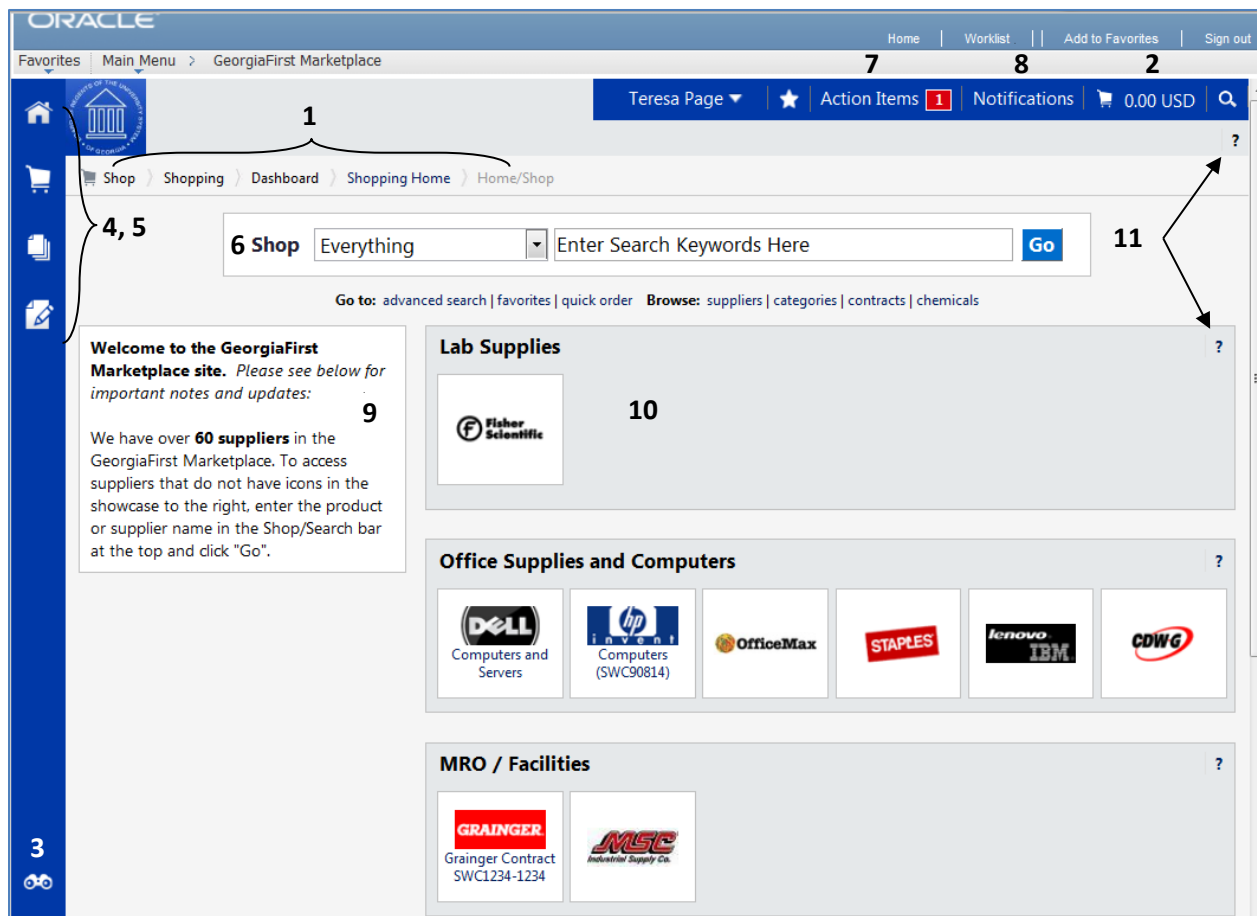 ORACLE
Home | Worklist | | Add to Favorites | Sign out
Favorites | Main Menu > GeorgiaFirst Marketplace
7 8 2
REGENTS OF THE UNIVERSITY SYSTEM OF GEORGIA
Teresa Page | Action Items 1 | Notifications | 0.00 USD
1
?
Shop > Shopping > Dashboard > Shopping Home > Home/Shop
4, 5
6 Shop Everything Enter Search Keywords Here Go
11
Go to: advanced search | favorites | quick order Browse: suppliers | categories | contracts | chemicals
Welcome to the GeorgiaFirst
Marketplace site. Please see below for
important notes and updates:
9
We have over 60 suppliers in the
GeorgiaFirst Marketplace. To access
suppliers that do not have icons in the
showcase to the right, enter the product
or supplier name in the Shop/Search bar
at the top and click "Go".
Lab Supplies ?
10
Fisher
Scientific
Office Supplies and Computers ?
DELL
Computers and
Servers
hp
invent
Computers
(SWC90814)
OfficeMax
STAPLES
lenovo
IBM
CDWG
MRO / Facilities ?
GRAINGER
Grainger Contract
SWC1234-1234
MSC
Industrial Supply Co.
3